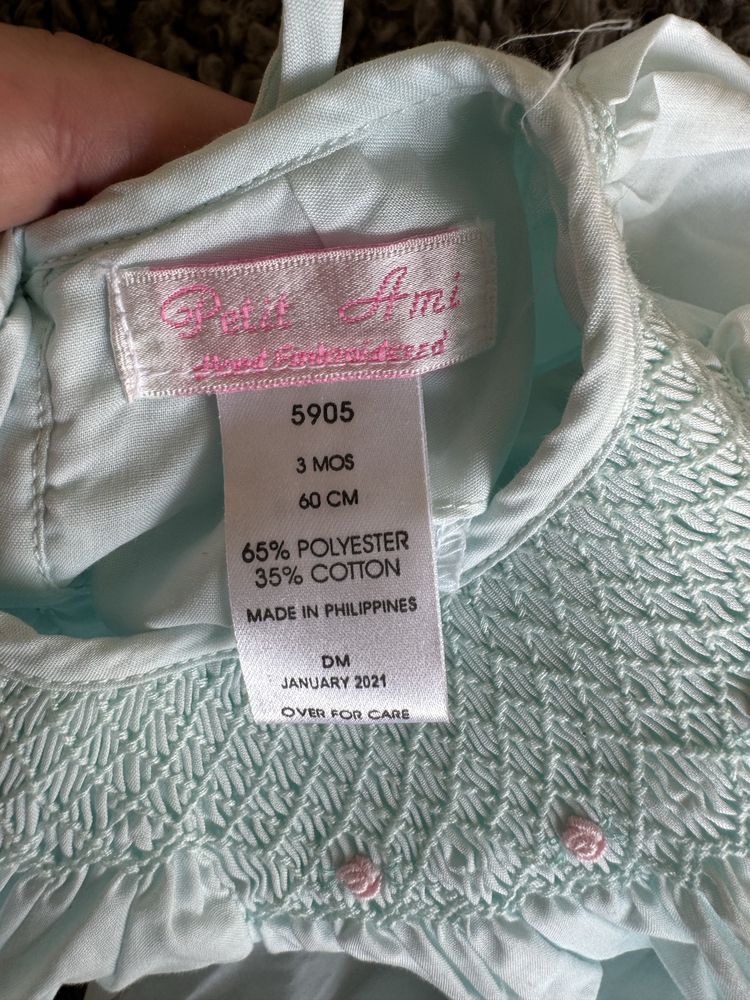 Petit Ami
Hand Embroidered
5905
3 MOS
60 CM
65% POLYESTER
35% COTTON
MADE IN PHILIPPINES
DM
JANUARY 2021
OVER FOR CARE